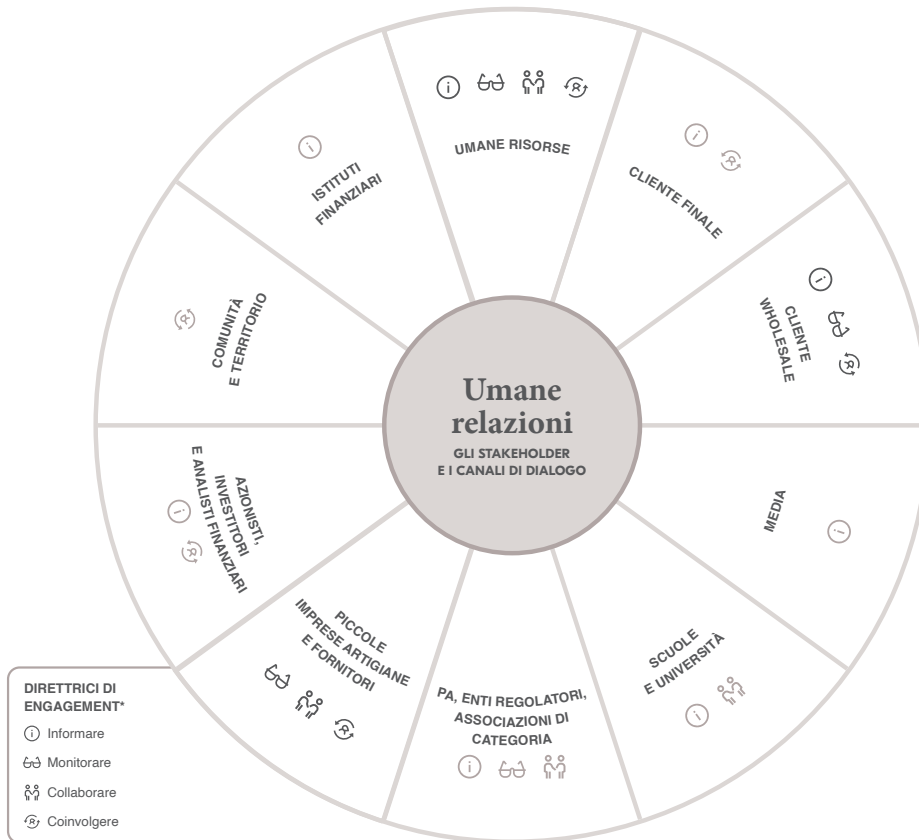 UMANE RISORSE
CLIENTE FINALE
CLIENTE
WHOLESALE
MEDIA
SCUOLE
E UNIVERSITÀ
PA, ENTI REGOLATORI,
ASSOCIAZIONI DI
CATEGORIA
PICCOLE
IMPRESE ARTIGIANE
E FORNITORI
AZIONISTI,
INVESTITORI
E ANALISTI FINANZIARI
COMUNITÀ
E TERRITORIO
ISTITUTI
FINANZIARI
Umane
relazioni
GLI STAKEHOLDER
E I CANALI DI DIALOGO
DIRETTRICI DI
ENGAGEMENT*
Informare
Monitorare
Collaborare
Coinvolgere